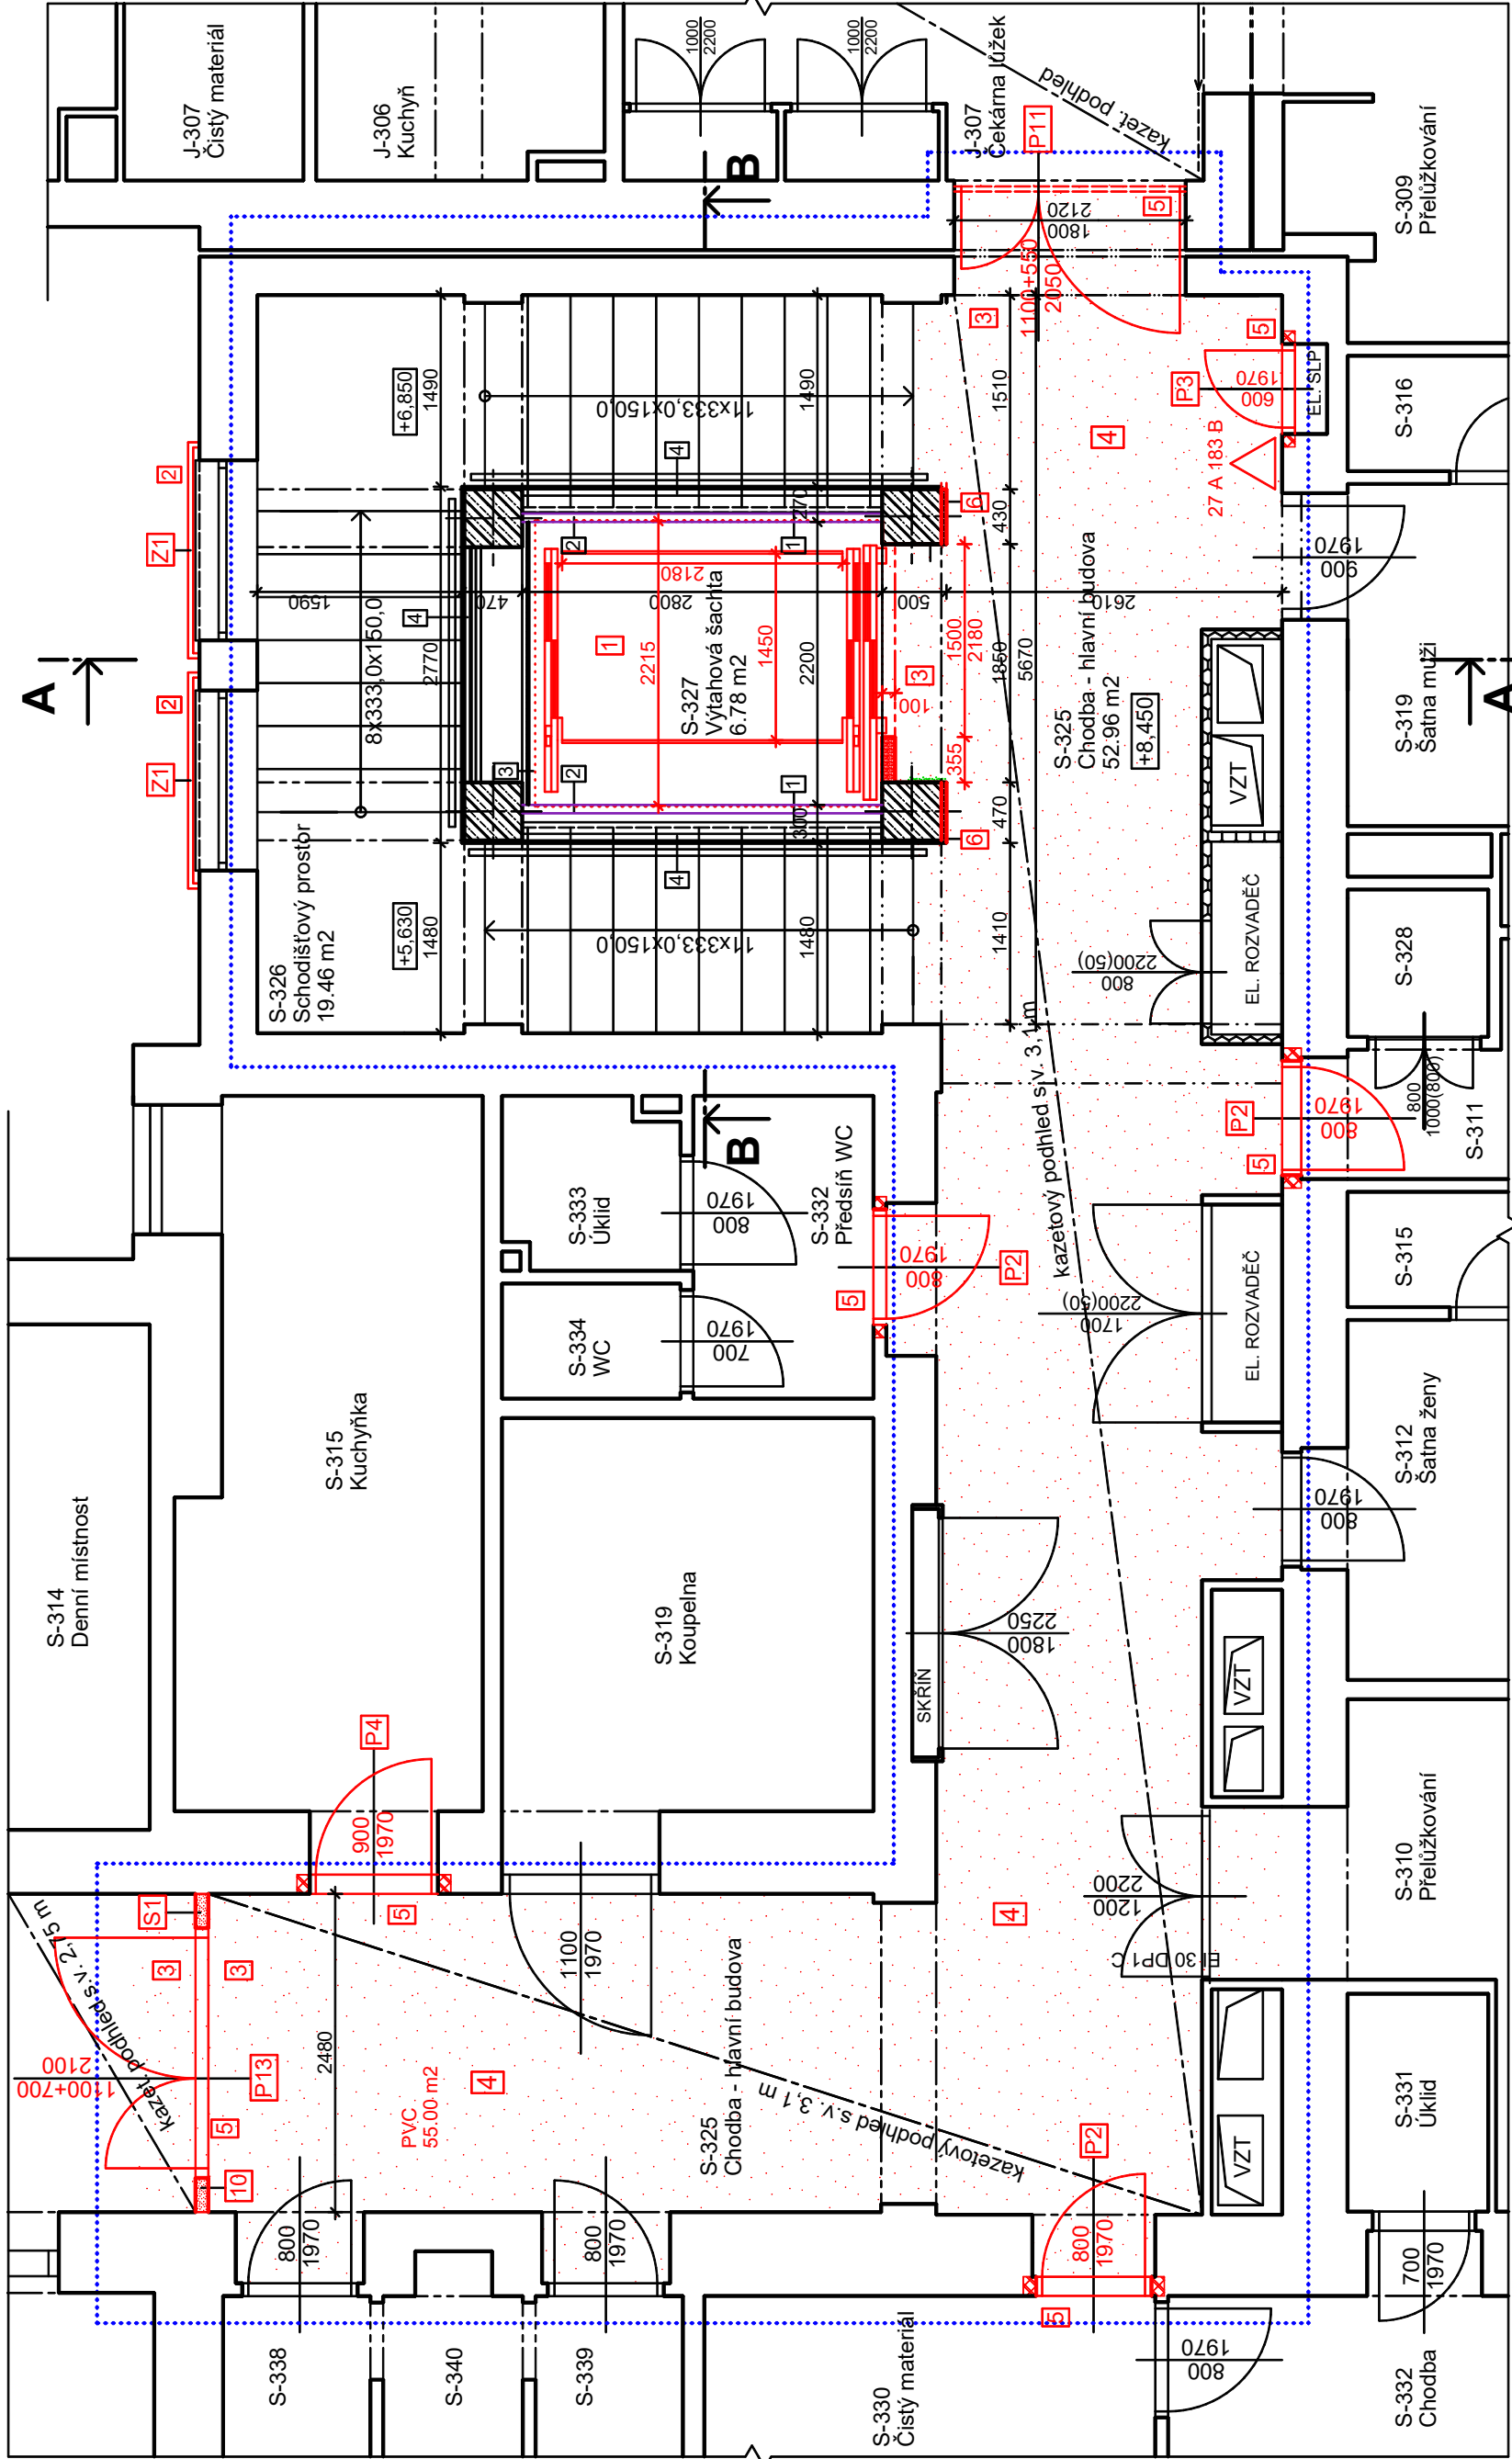 S-314
Denní místnost
S-315
Kuchyňka
S-319
Koupelna
S-334
WC
S-333
Úklid
S-332
Předsíň WC
S-326
Schodišťový prostor
19.46 m2
+5,630
1480
+6,850
1490
8x333,0x150,0
2770
1590
470
2800
500
2610
11x333,0x150,0
11x333,0x150,0
1480
1490
300
270
2200
2215
1450
2180
S-327
Výtahová šachta
6.78 m2
1
2
2
1
1
3
4
4
4
Z1
Z1
2
2
A
A
B
B
J-307
Čistý materiál
J-306
Kuchyň
1000
2200
1000
2200
J-307
Čekárna lůžek
kazet. podhled
P11
5
2120
1800
1100+550
2050
3
1510
430
1500
2180
1850
5670
355
470
1410
100
3
6
6
S-325
Chodba - hlavní budova
52.96 m2
+8,450
4
27 A 183 B
P3
5
1970
600
EL. SLP
900
1970
VZT
EL. ROZVADĚČ
800
2200(50)
kazetový podhled s.v. 3,1 m
P2
5
800
1970
800
1000(800)
P2
5
800
1970
800
1970
700
1970
1700
2200(50)
EL. ROZVADĚČ
SKŘÍN
1800
2250
800
1970
VZT
1200
2200
EI 30 DP1 C
4
VZT
P4
900
1970
5
1100
1970
S1
3
3
kazet. podhled s.v. 2,75 m
1100+700
2100
P13
5
10
2480
PVC
55.00 m2
4
S-325
Chodba - hlavní budova
kazetový podhled s.v. 3,1 m
800
1970
800
1970
P2
800
1970
5
S-338
S-340
S-339
S-330
Čistý materiál
800
1970
700
1970
S-332
Chodba
S-331
Úklid
S-310
Přelůžkování
S-312
Šatna ženy
S-315
S-311
S-328
S-319
Šatna muži
S-316
S-309
Přelůžkování